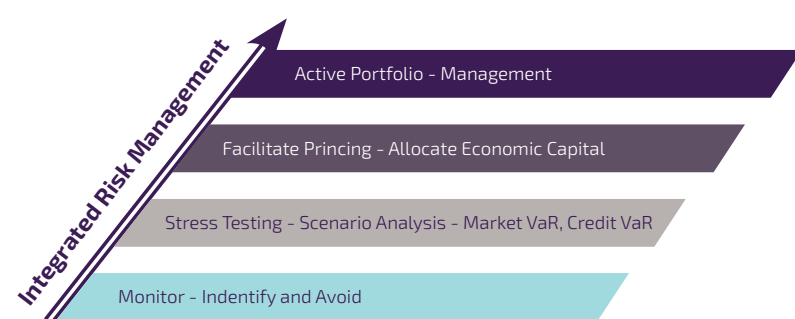 Integrated Risk Management
Active Portfolio - Management
Facilitate Princing - Allocate Economic Capital
Stress Testing - Scenario Analysis - Market VaR, Credit VaR
Monitor - Indentify and Avoid